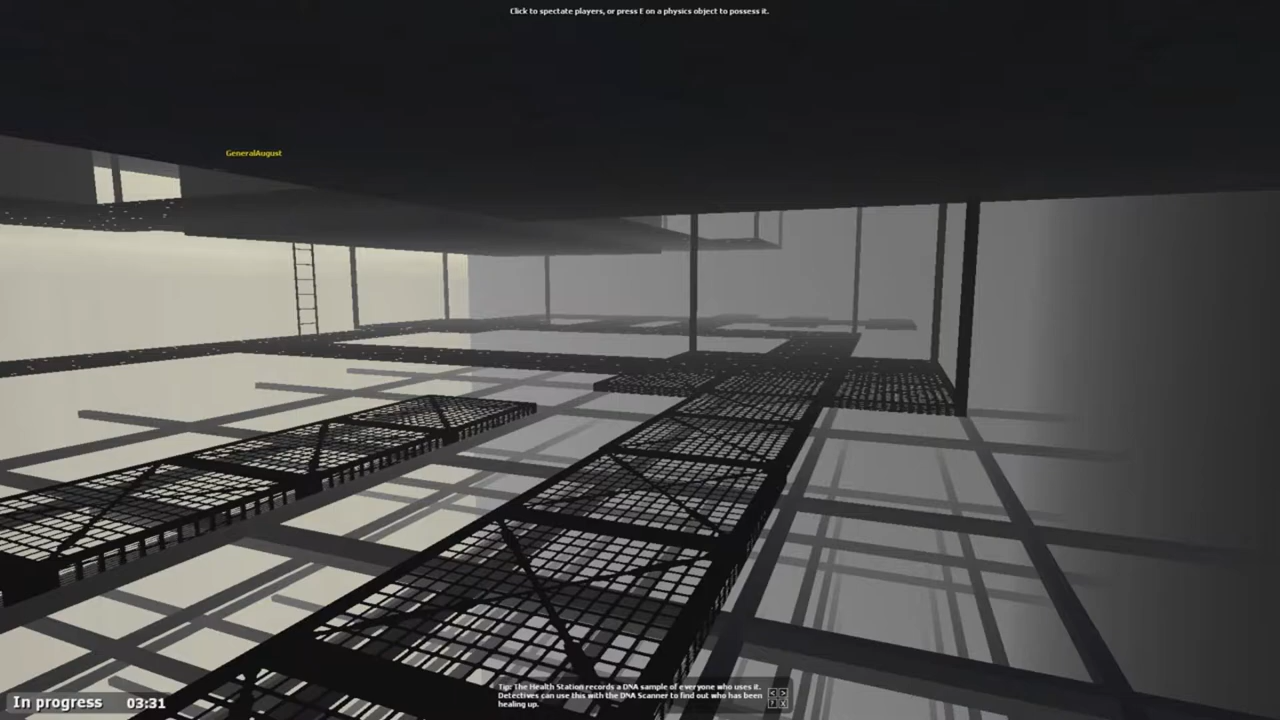 Click to spectate players, or press E on a physics object to possess it.
GeneralAugust
Tip: The Health Station records a DNA sample of everyone who uses it.
Detectives can use this with the DNA Scanner to find out who has been
healing up.
< >
? X
In progress 03:31